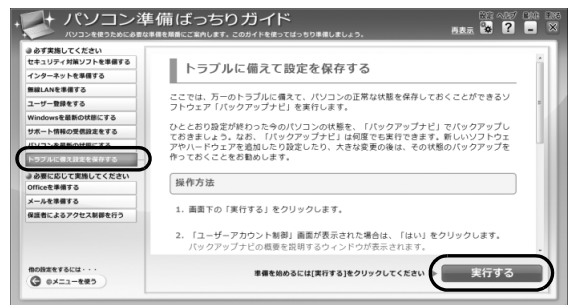 パソコン準備ばっちりガイド
パソコンを使うために必要な準備を簡単にご案内します。このガイドを使ってばっちり準備しましょう。
設定 ヘルプ 最小化 閉じる
再表示
必ず実施してください
セキュリティ対策ソフトを準備する
インターネットを準備する
無線LANを準備する
ユーザー登録をする
Windowsを最新の状態にする
サポート情報の受信設定をする
パソコンを最新の状態にする
トラブルに備え設定を保存する
必要に応じて実施してください
Officeを準備する
メールを準備する
保護者によるアクセス制御を行う
他の設定をするには・・・
@メニューを使う
トラブルに備えて設定を保存する
ここでは、万一のトラブルに備えて、パソコンの正常な状態を保存しておくことができるソ
フトウェア「バックアップナビ」を実行します。
ひととおり設定が終わった今のパソコンの状態を、「バックアップナビ」でバックアップし
ておきましょう。なお、「バックアップナビ」は何度でも実行できます。新しいソフトウェ
アやハードウェアを追加したり設定したり、大きな変更の後は、その状態のバックアップを
作っておくことをお勧めします。
操作方法
1. 画面下の「実行する」をクリックします。
2. 「ユーザーアカウント制御」画面が表示された場合は、「はい」をクリックします。
バックアップナビの概要を説明するウィンドウが表示されます。
準備を始めるには[実行する]をクリックしてください
実行する